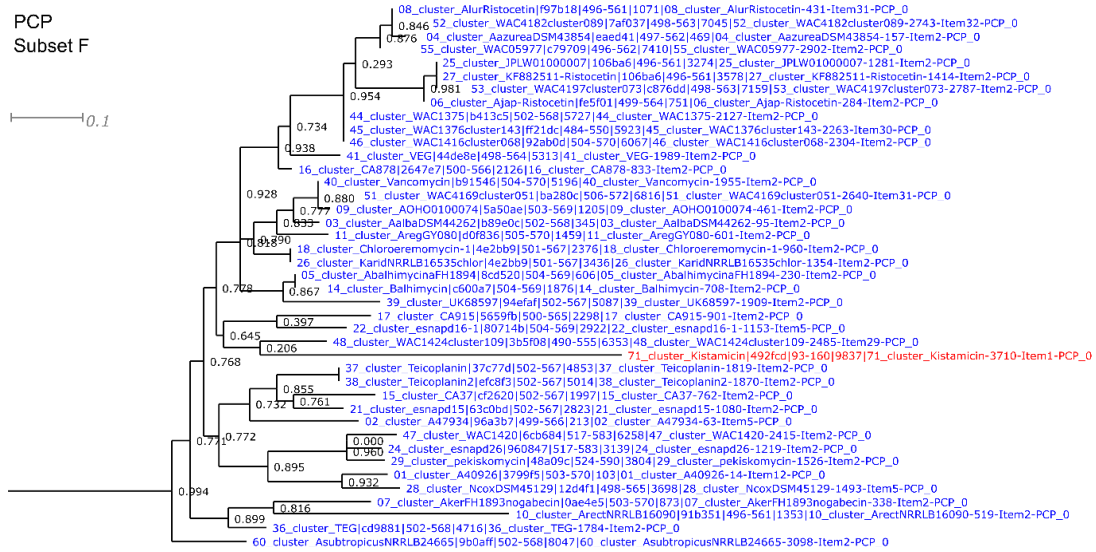 PCP
Subset F
0.1
08_cluster_AlurRistocetin|f97b18|496-561|1071|08_cluster_AlurRistocetin-431-Item31-PCP_0
0.846
52_cluster_WAC4182cluster089|7af037|498-563|7045|52_cluster_WAC4182cluster089-2743-Item32-PCP_0
0.876
04_cluster_AazureaDSM43854|eaed41|497-562|469|04_cluster_AazureaDSM43854-157-Item2-PCP_0
55_cluster_WAC05977|c79709|496-562|7410|55_cluster_WAC05977-2902-Item2-PCP_0
0.293
25_cluster_JPLW01000007|106ba6|496-561|3274|25_cluster_JPLW01000007-1281-Item2-PCP_0
27_cluster_KF882511-Ristocetin|106ba6|496-561|3578|27_cluster_KF882511-Ristocetin-1414-Item2-PCP_0
0.981
53_cluster_WAC4197cluster073|c876dd|498-563|7159|53_cluster_WAC4197cluster073-2787-Item2-PCP_0
0.954
06_cluster_Ajap-Ristocetin|fe5f01|499-564|751|06_cluster_Ajap-Ristocetin-284-Item2-PCP_0
44_cluster_WAC1375|b413c5|502-568|5727|44_cluster_WAC1375-2127-Item2-PCP_0
0.734
45_cluster_WAC1376cluster143|ff21dc|484-550|5923|45_cluster_WAC1376cluster143-2263-Item30-PCP_0
46_cluster_WAC1416cluster068|92ab0d|504-570|6067|46_cluster_WAC1416cluster068-2304-Item2-PCP_0
0.938
41_cluster_VEG|44de8e|498-564|5313|41_cluster_VEG-1989-Item2-PCP_0
16_cluster_CA878|2647e7|500-566|2126|16_cluster_CA878-833-Item2-PCP_0
40_cluster_Vancomycin|b91546|504-570|5196|40_cluster_Vancomycin-1955-Item2-PCP_0
0.928
0.880
51_cluster_WAC4169cluster051|ba280c|506-572|6816|51_cluster_WAC4169cluster051-2640-Item31-PCP_0
0.777
09_cluster_AOHO0100074|5a50ae|503-569|1205|09_cluster_AOHO0100074-461-Item2-PCP_0
0.833
03_cluster_AalbaDSM44262|b89e0c|502-568|345|03_cluster_AalbaDSM44262-95-Item2-PCP_0
11_cluster_AregGY080|d0f836|505-570|1459|11_cluster_AregGY080-601-Item2-PCP_0
0.818
0.790
18_cluster_Chloroeremomycin-1|4e2bb9|501-567|2376|18_cluster_Chloroeremomycin-1-960-Item2-PCP_0
26_cluster_KaridNRRLB16535chlor|4e2bb9|501-567|3436|26_cluster_KaridNRRLB16535chlor-1354-Item2-PCP_0
05_cluster_AbalhimycinaFH1894|8cd520|504-569|606|05_cluster_AbalhimycinaFH1894-230-Item2-PCP_0
0.778
0.867
14_cluster_Balhimycin|c600a7|504-569|1876|14_cluster_Balhimycin-708-Item2-PCP_0
39_cluster_UK68597|94efaf|502-567|5087|39_cluster_UK68597-1909-Item2-PCP_0
17_cluster_CA915|5659fb|500-565|2298|17_cluster_CA915-901-Item2-PCP_0
0.397
22_cluster_esnapd16-1|80714b|504-569|2922|22_cluster_esnapd16-1-1153-Item5-PCP_0
0.645
48_cluster_WAC1424cluster109|3b5f08|490-555|6353|48_cluster_WAC1424cluster109-2485-Item29-PCP_0
0.206
71_cluster_Kistamicin|492fcd|93-160|9837|71_cluster_Kistamicin-3710-Item1-PCP_0
0.768
37_cluster_Teicoplanin|37c77d|502-567|4853|37_cluster_Teicoplanin-1819-Item2-PCP_0
38_cluster_Teicoplanin2|efc8f3|502-567|5014|38_cluster_Teicoplanin2-1870-Item2-PCP_0
0.855
15_cluster_CA37|cf2620|502-567|1997|15_cluster_CA37-762-Item2-PCP_0
0.732
0.761
21_cluster_esnapd15|63c0bd|502-567|2823|21_cluster_esnapd15-1080-Item2-PCP_0
02_cluster_A47934|96a3b7|499-566|213|02_cluster_A47934-63-Item5-PCP_0
0.771
0.772
47_cluster_WAC1420|6cb684|517-583|6258|47_cluster_WAC1420-2415-Item2-PCP_0
0.000
24_cluster_esnapd26|960847|517-583|3139|24_cluster_esnapd26-1219-Item2-PCP_0
0.960
29_cluster_pekiskomycin|48a09c|524-590|3804|29_cluster_pekiskomycin-1526-Item2-PCP_0
0.895
01_cluster_A40926|3799f5|503-570|103|01_cluster_A40926-14-Item12-PCP_0
0.932
28_cluster_NcoxDSM45129|12d4f1|498-565|3698|28_cluster_NcoxDSM45129-1493-Item5-PCP_0
0.994
07_cluster_AkerFH1893nogabecin|0ae4e5|503-570|873|07_cluster_AkerFH1893nogabecin-338-Item2-PCP_0
0.816
10_cluster_ArectNRRLB16090|91b351|496-561|1353|10_cluster_ArectNRRLB16090-519-Item2-PCP_0
0.899
36_cluster_TEG|cd9881|502-568|4716|36_cluster_TEG-1784-Item2-PCP_0
60_cluster_AsubtropicusNRRLB24665|9b0aff|502-568|8047|60_cluster_AsubtropicusNRRLB24665-3098-Item2-PCP_0